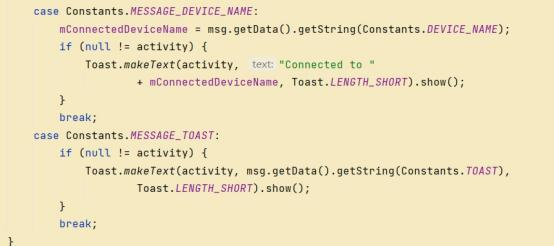 case Constants.MESSAGE_DEVICE_NAME:
mConnectedDeviceName = msg.getData().getString(Constants.DEVICE_NAME);
if (null != activity) {
Toast.makeText(activity, text: "Connected to "
+ mConnectedDeviceName, Toast.LENGTH_SHORT).show();
}
break;
case Constants.MESSAGE_TOAST:
if (null != activity) {
Toast.makeText(activity, msg.getData().getString(Constants.TOAST),
Toast.LENGTH_SHORT).show();
}
break;
}